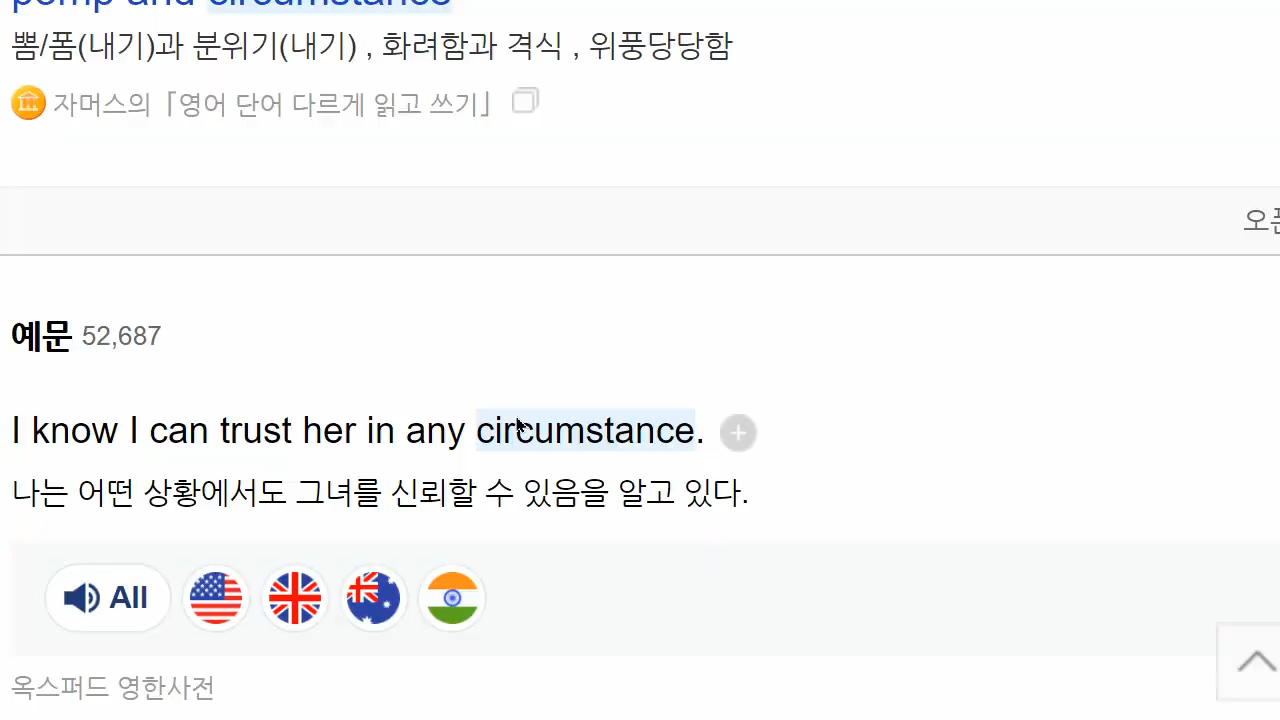 pomp and circumstance
뽐/폼(내기)과 분위기(내기) , 화려함과 격식 , 위풍당당함
자머스의「영어 단어 다르게 읽고 쓰기」
예문 52,687
I know I can trust her in any circumstance.
나는 어떤 상황에서도 그녀를 신뢰할 수 있음을 알고 있다.
All
옥스퍼드 영한사전